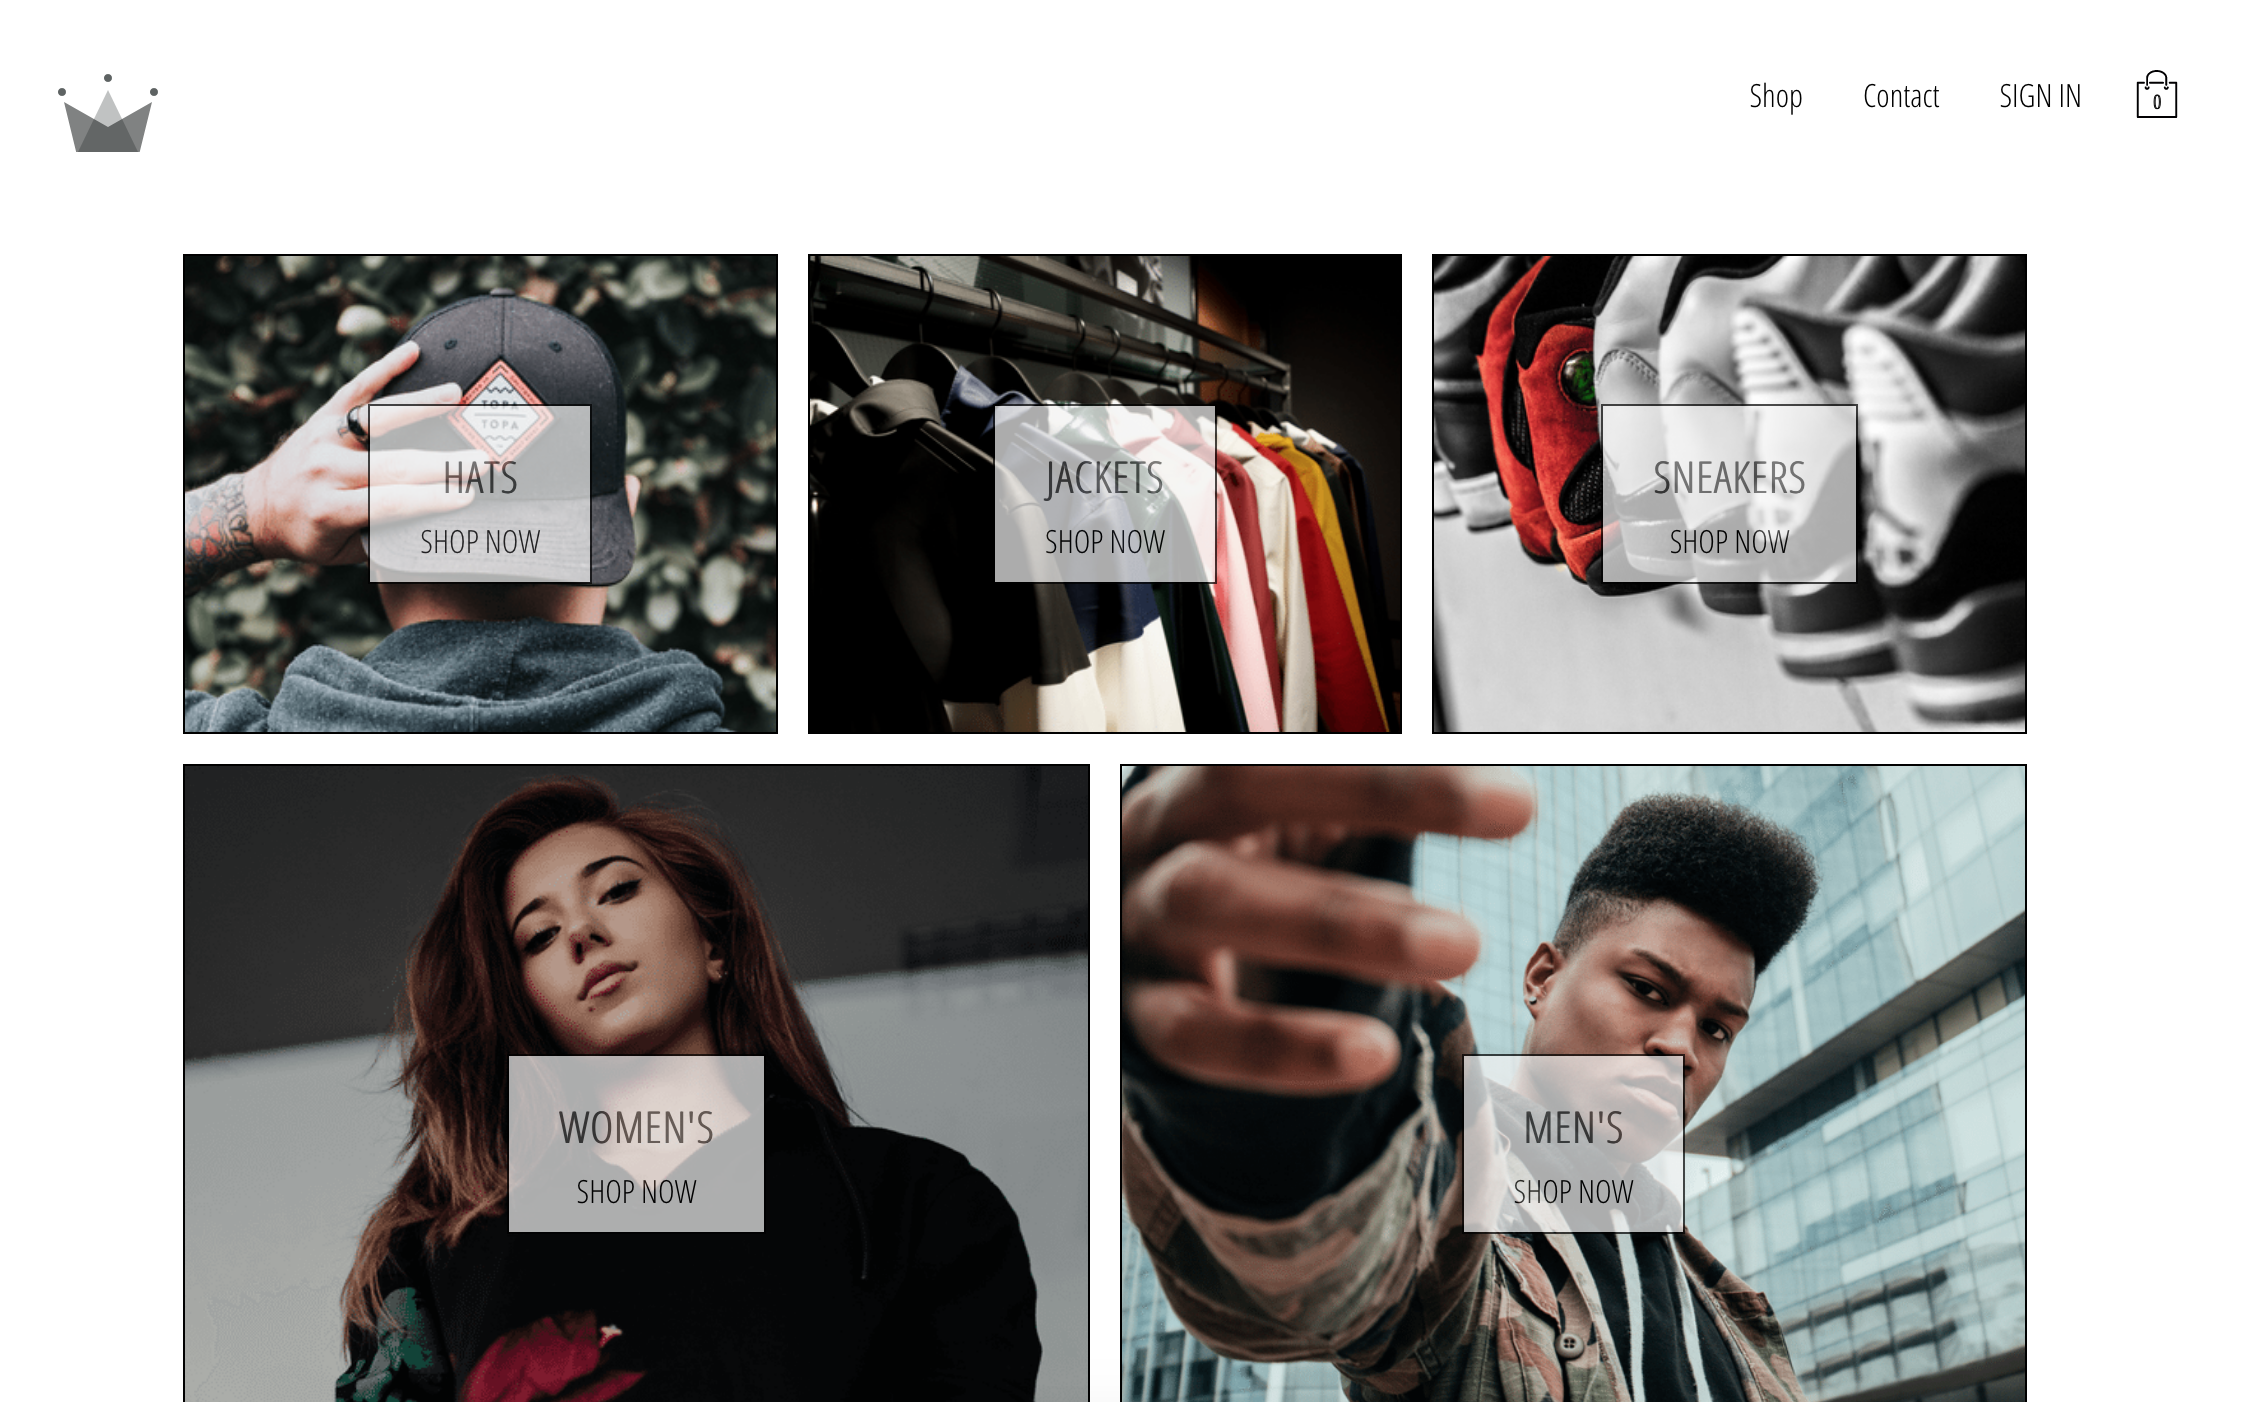 Shop
Contact
SIGN IN
0
TOPA
TOPA
HATS
SHOP NOW
JACKETS
SHOP NOW
SNEAKERS
SHOP NOW
WOMEN'S
SHOP NOW
MEN'S
SHOP NOW